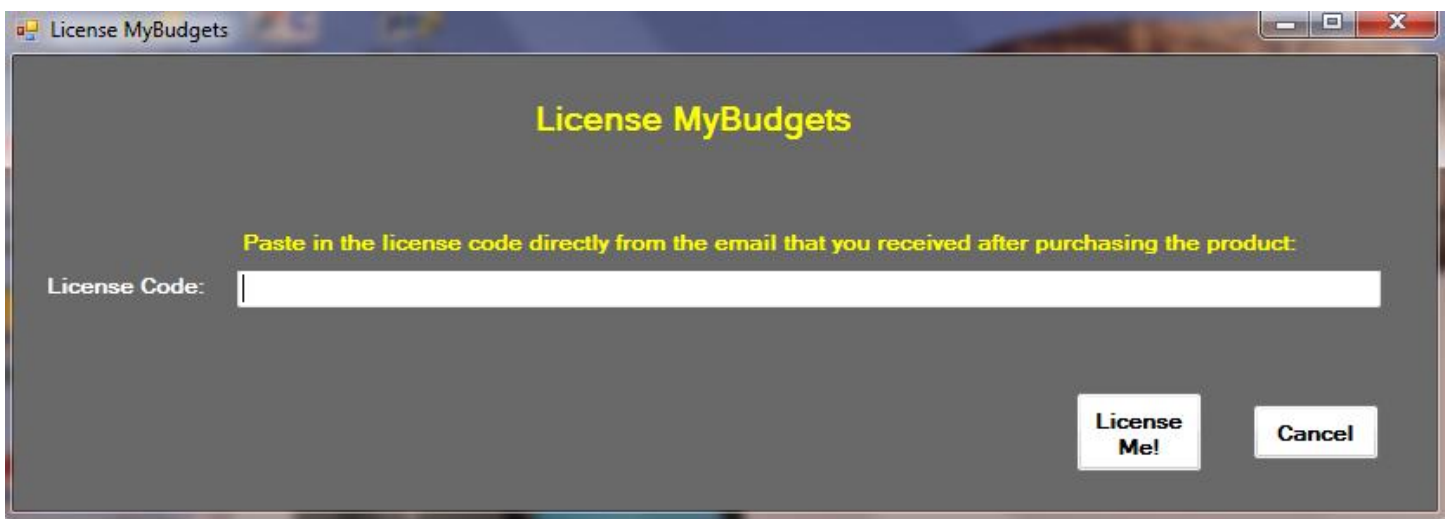 License MyBudgets
License MyBudgets
Paste in the license code directly from the email that you received after purchasing the product:
License Code:
License
Me!
Cancel